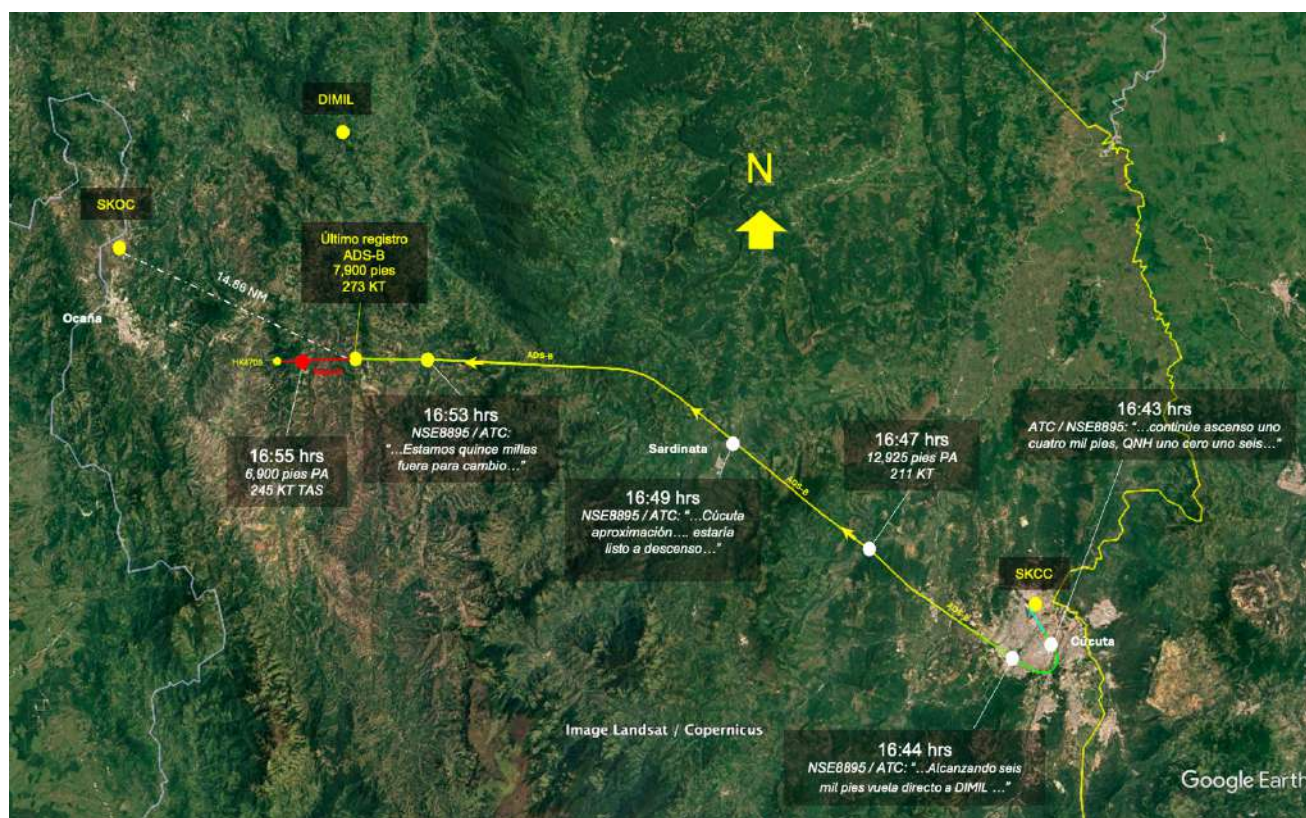 DIMIL
N
SKOC
Último registro
ADS-B
7,900 pies
273 KT
14.88 NM
Ocaña
ADS-B
16:53 hrs
NSE8895 / ATC:
“…Estamos quince millas
fuera para cambio…”
16:55 hrs
6,900 pies PA
245 KT TAS
Sardinata
16:43 hrs
ATC / NSE8895: “…continúe ascenso uno
cuatro mil pies, QNH uno cero uno seis…”
16:47 hrs
12,925 pies PA
211 KT
ADS-B
16:49 hrs
NSE8895 / ATC: “…Cúcuta
aproximación…. estaría
listo a descenso…”
SKCC
ADS-B
Cúcuta
Image Landsat / Copernicus
16:44 hrs
NSE8895 / ATC: “…Alcanzando seis
mil pies vuela directo a DIMIL …”
Google Earth